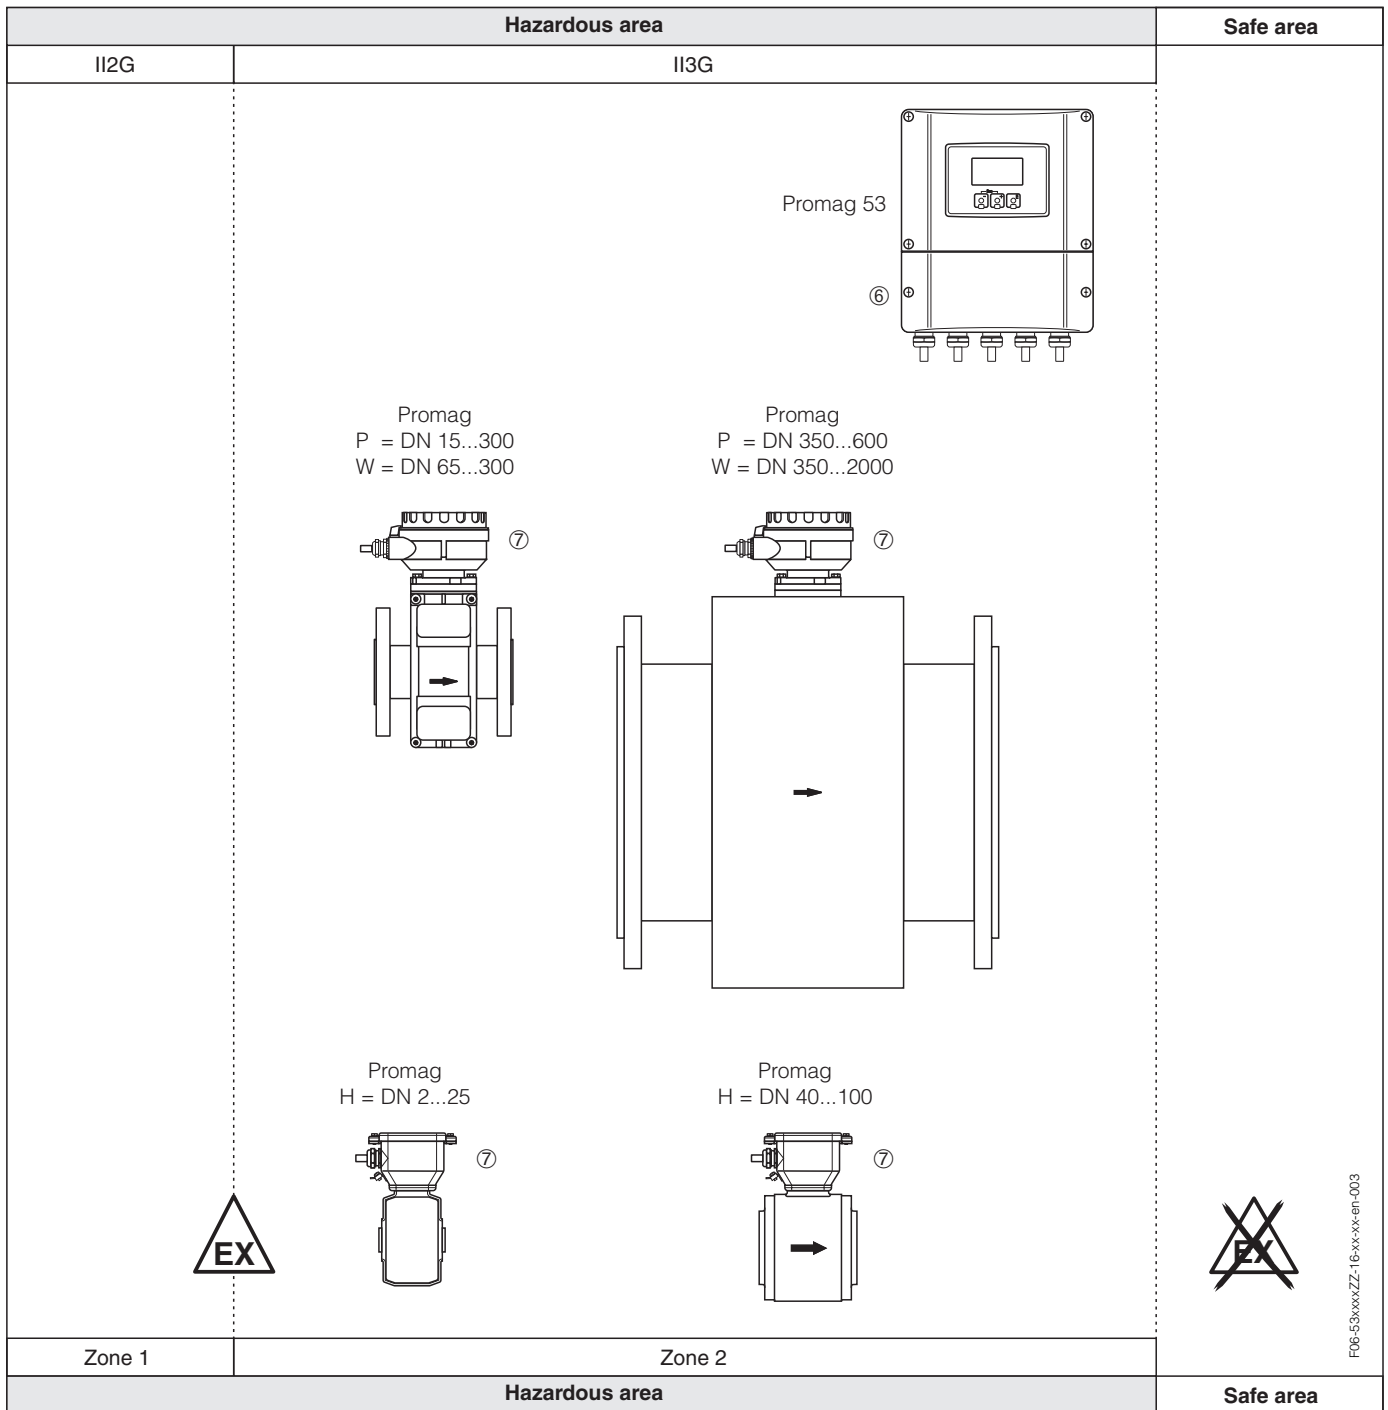 Hazardous area
Safe area
II2G
II3G
Promag 53
⑥
Promag
P = DN 15...300
W = DN 65...300
⑦
Promag
P = DN 350...600
W = DN 350...2000
⑦
Promag
H = DN 2...25
⑦
Promag
H = DN 40...100
⑦
EX
EX
F06-53xxxxZZ-16-xx-xx-en-003
Zone 1
Zone 2
Hazardous area
Safe area